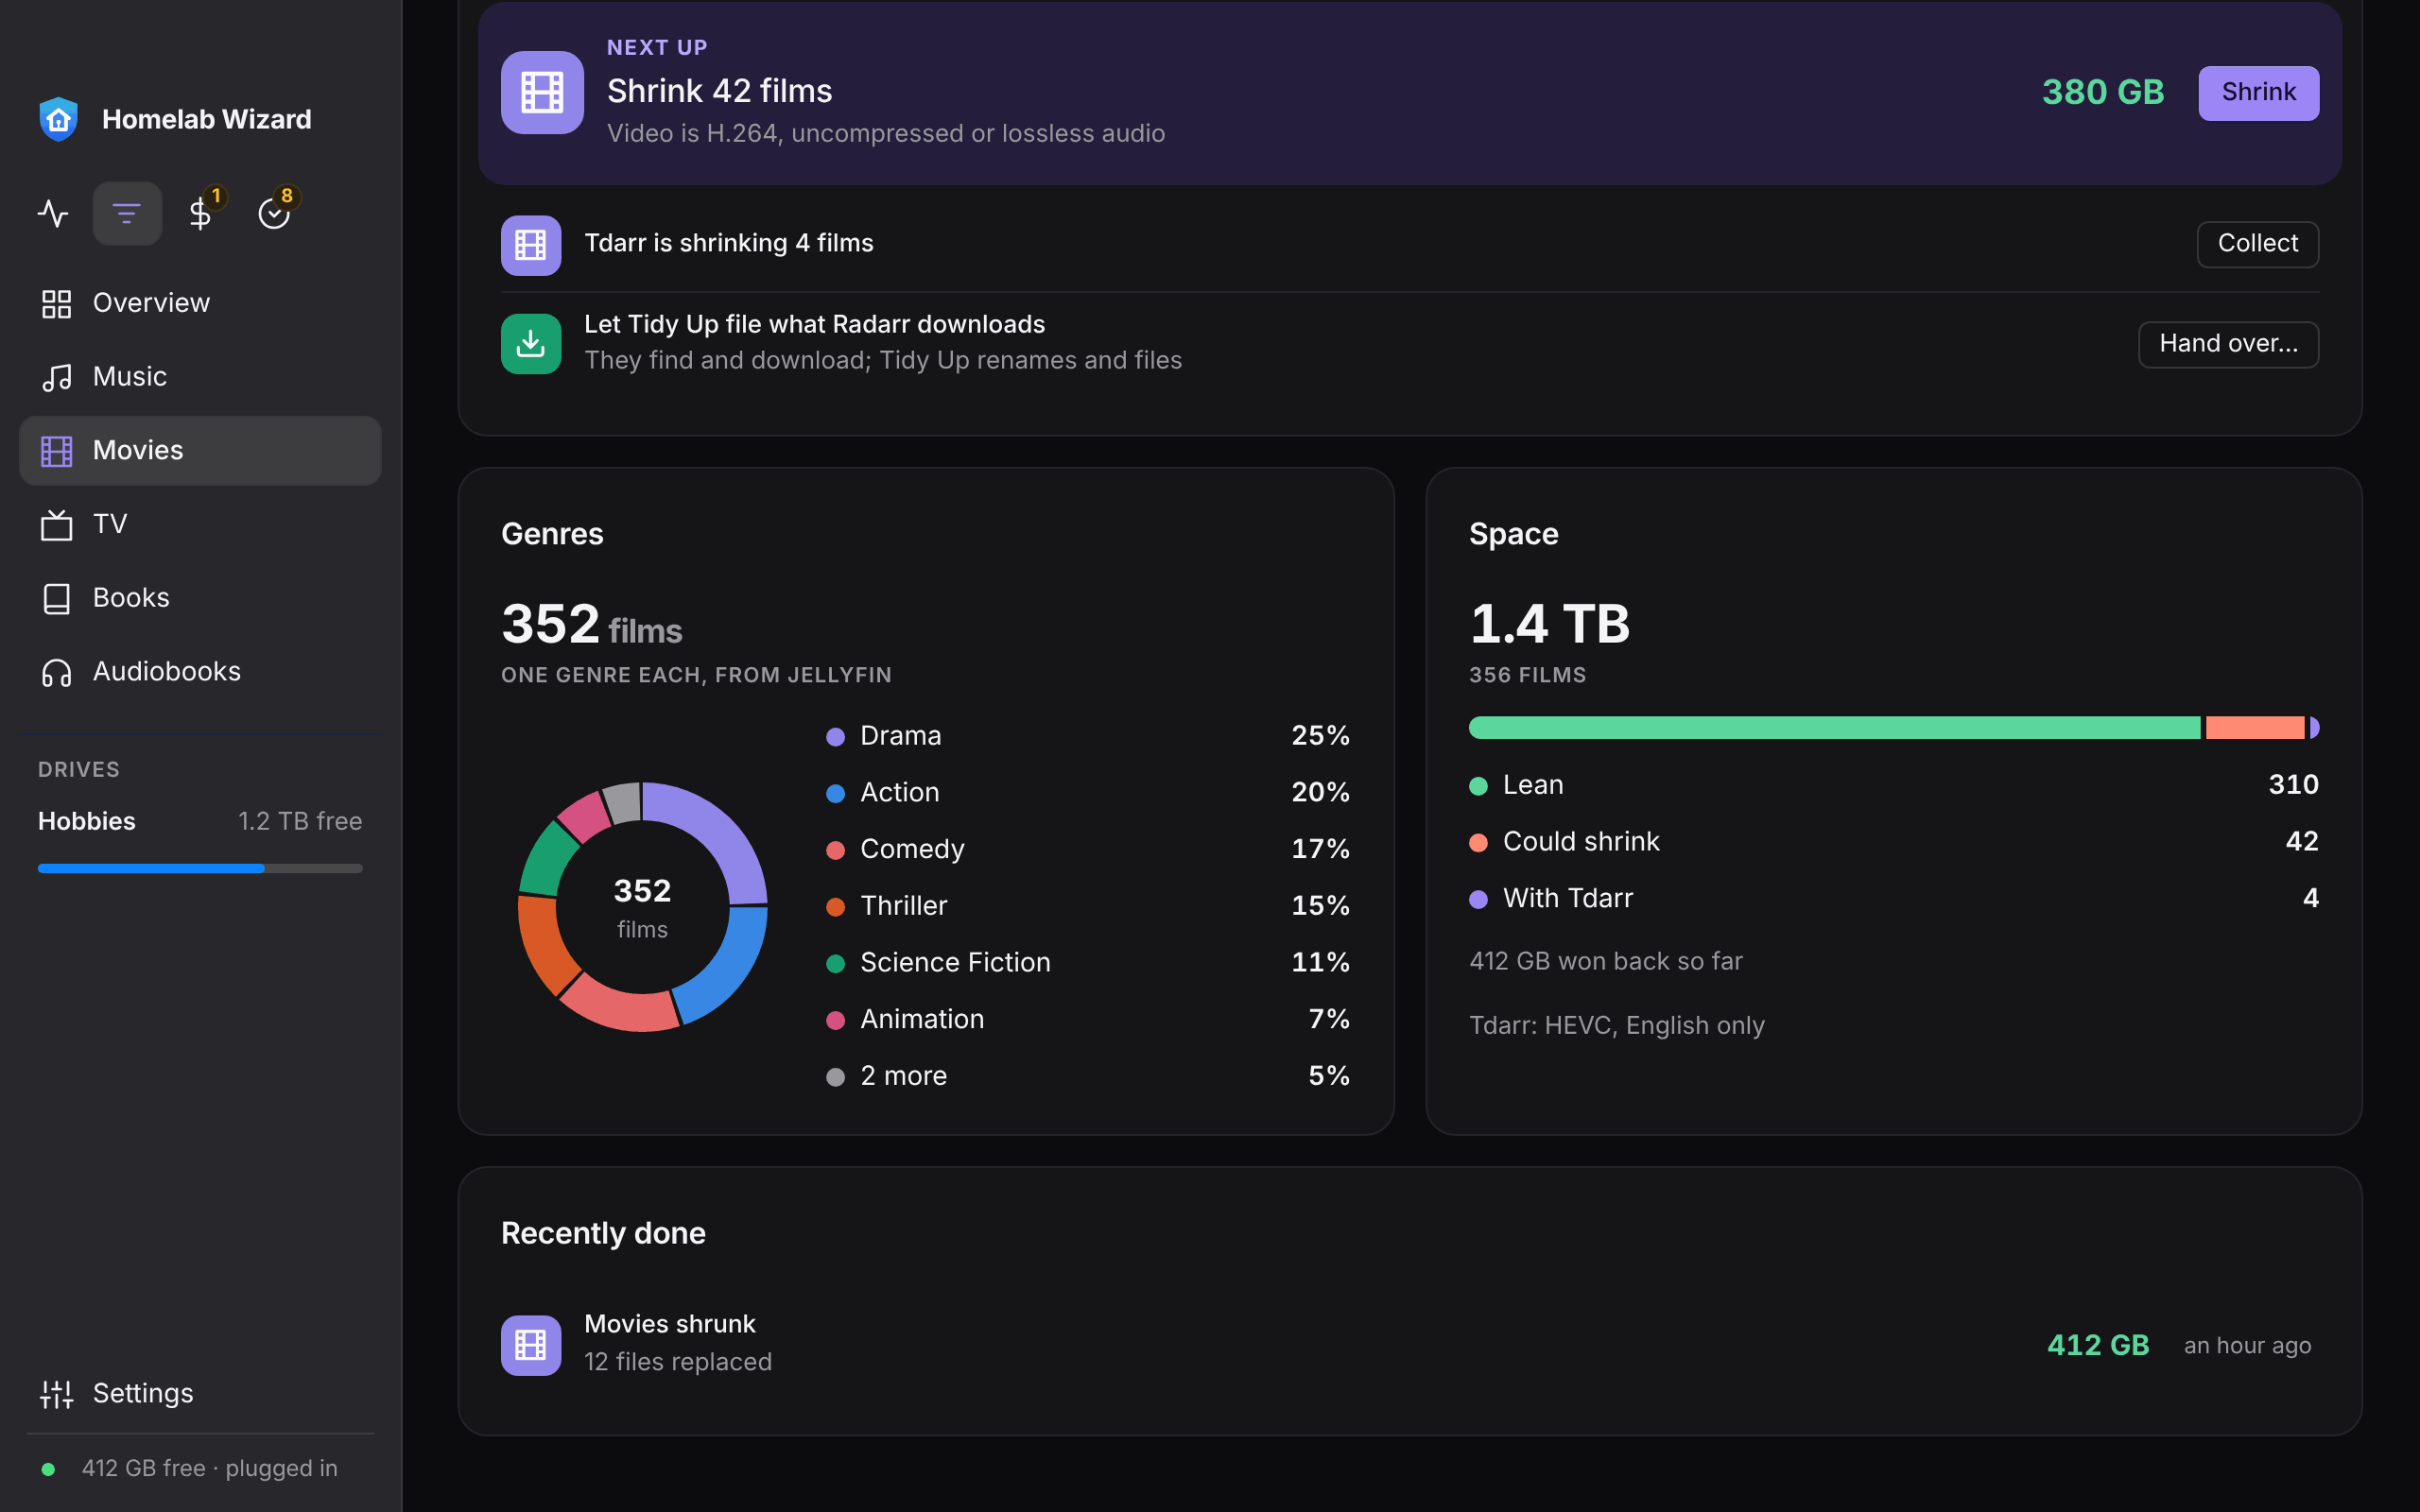 Homelab Wizard
1
8
Overview
Music
Movies
TV
Books
Audiobooks
DRIVES
Hobbies 1.2 TB free
Settings
412 GB free · plugged in
NEXT UP
Shrink 42 films
Video is H.264, uncompressed or lossless audio
380 GB
Shrink
Tdarr is shrinking 4 films
Collect
Let Tidy Up file what Radarr downloads
They find and download; Tidy Up renames and files
Hand over...
Genres
352 films
ONE GENRE EACH, FROM JELLYFIN
352
films
Drama 25%
Action 20%
Comedy 17%
Thriller 15%
Science Fiction 11%
Animation 7%
2 more 5%
Space
1.4 TB
356 FILMS
Lean 310
Could shrink 42
With Tdarr 4
412 GB won back so far
Tdarr: HEVC, English only
Recently done
Movies shrunk
12 files replaced
412 GB
an hour ago